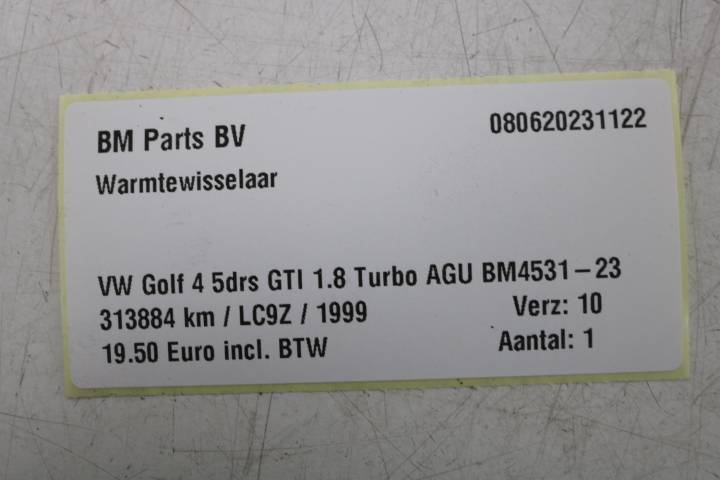 BM Parts BV 080620231122
Warmtewisselaar
VW Golf 4 5drs GTI 1.8 Turbo AGU BM4531-23
313884 km / LC9Z / 1999 Verz: 10
19.50 Euro incl. BTW Aantal: 1